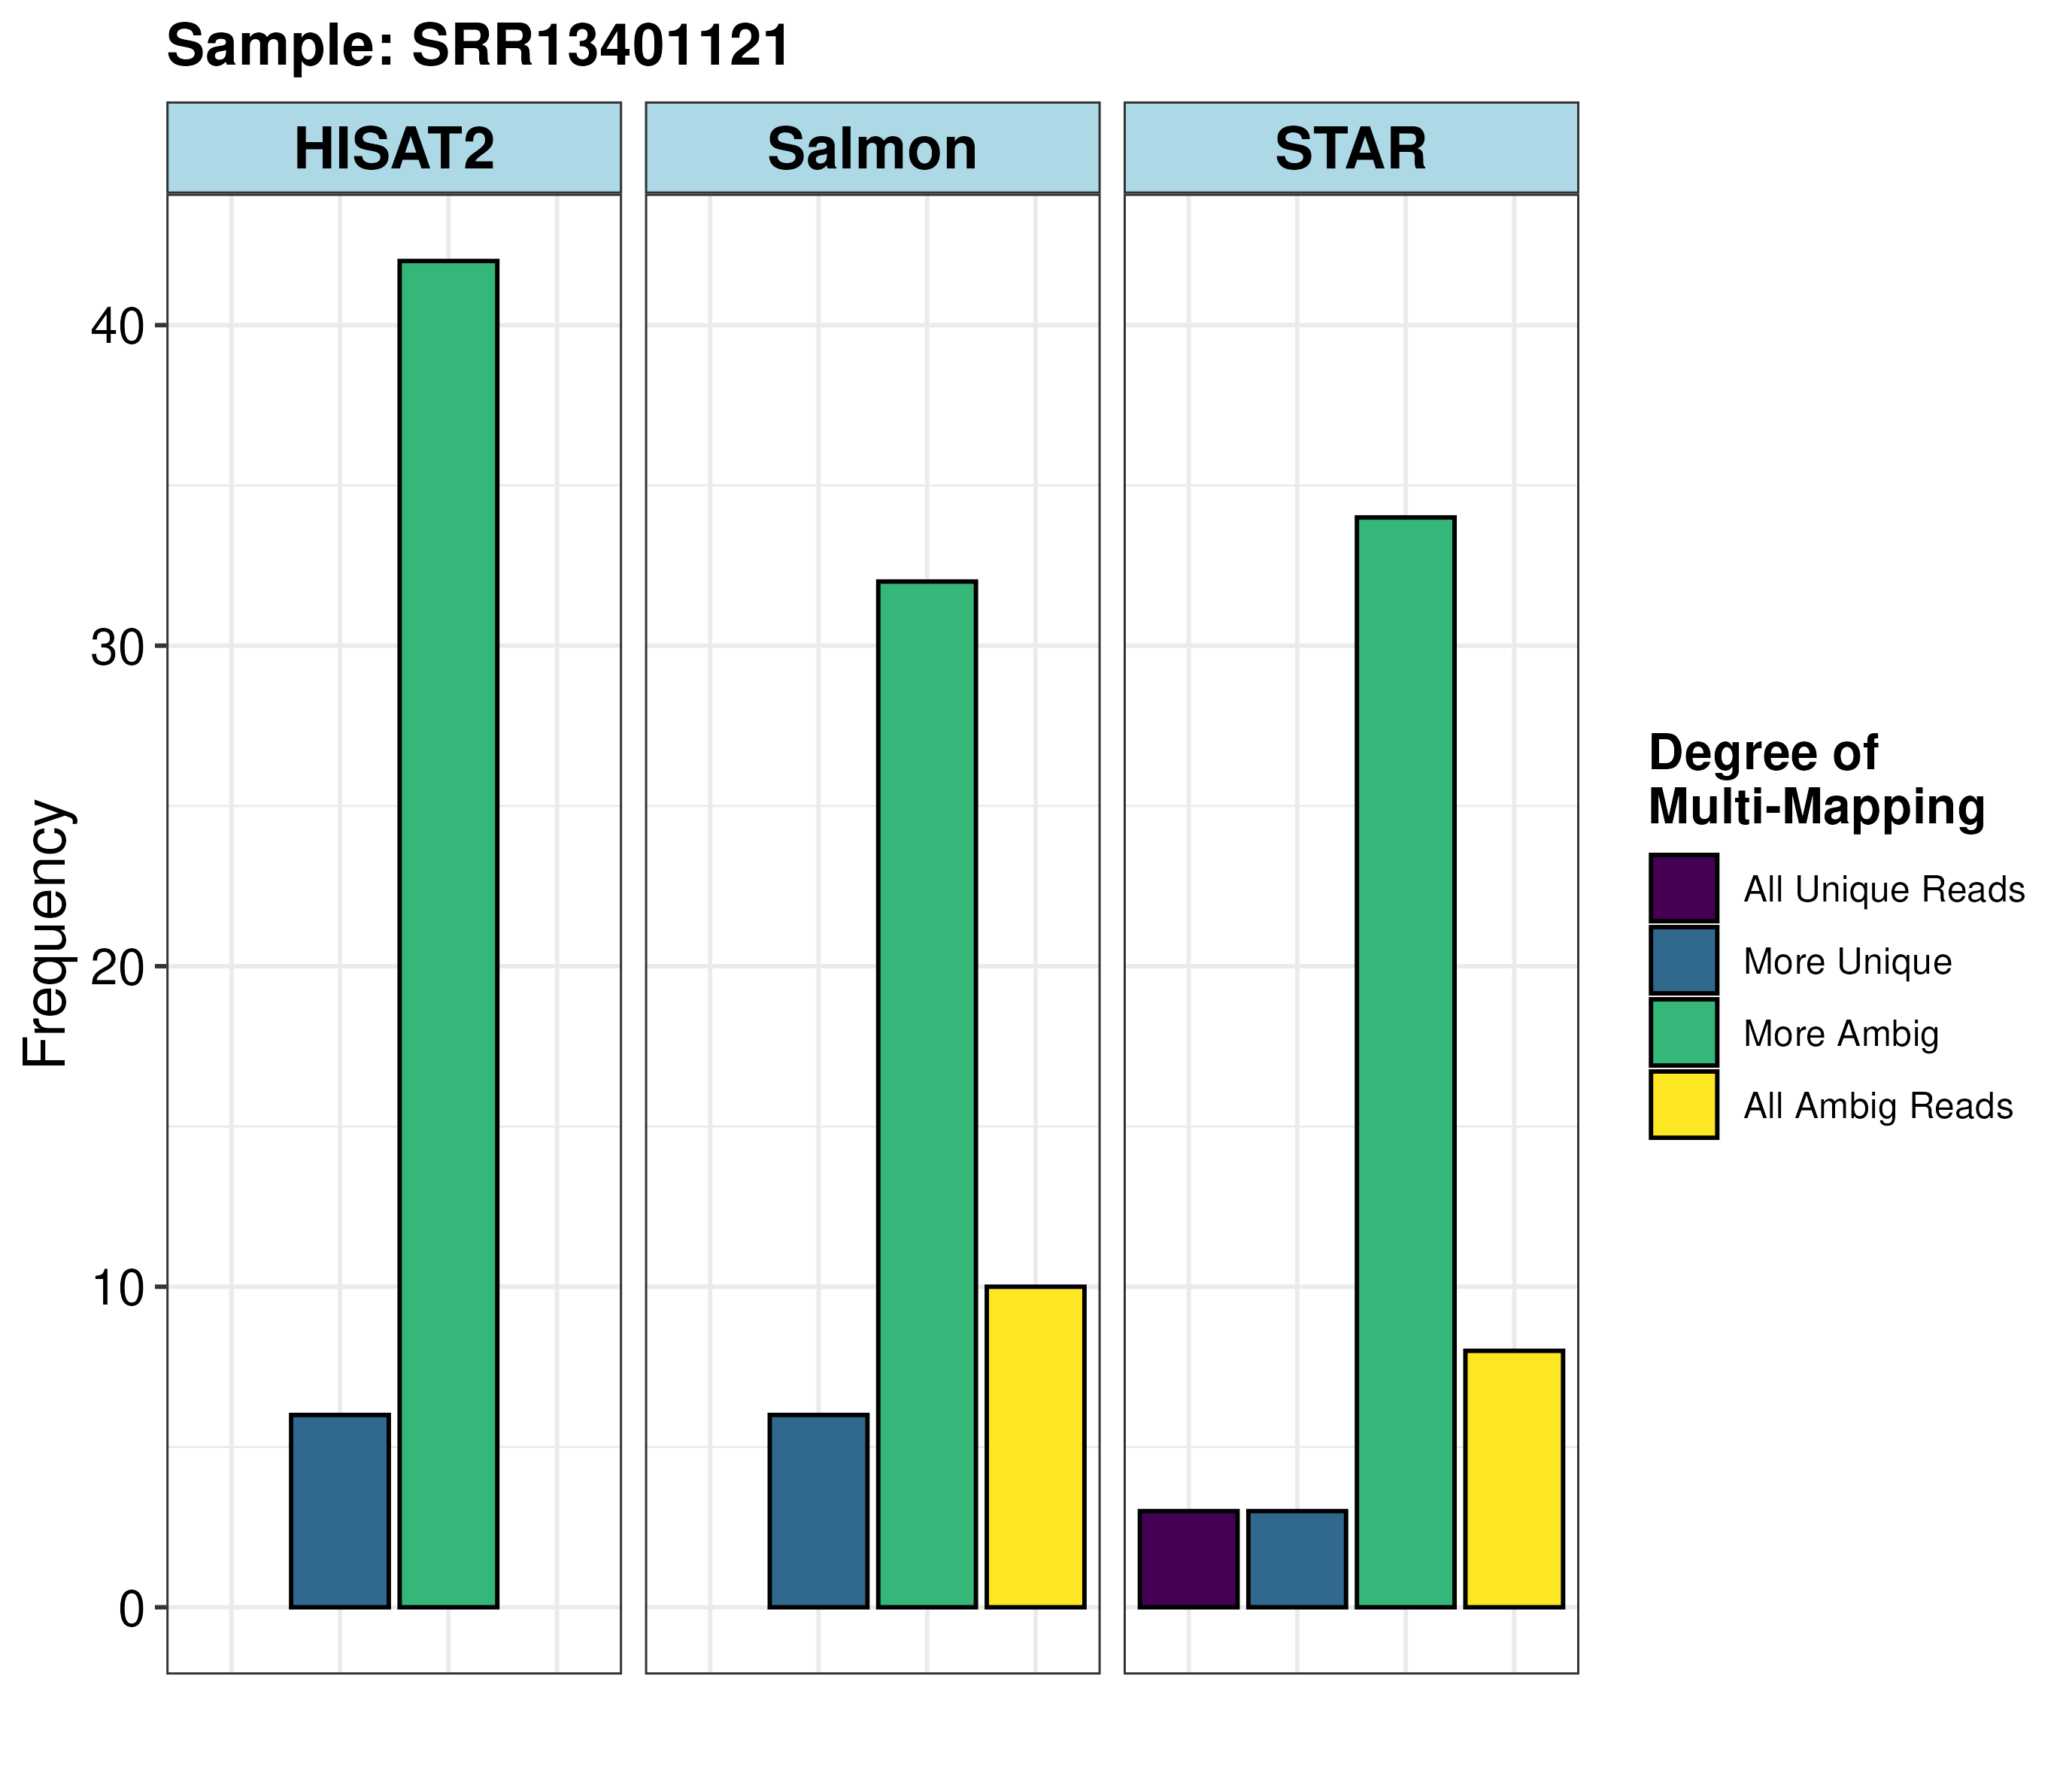 Sample: SRR13401121
HISAT2
Salmon
STAR
40
30
20
10
0
Frequency
Degree of
Multi-Mapping
All Unique Reads
More Unique
More Ambig
All Ambig Reads